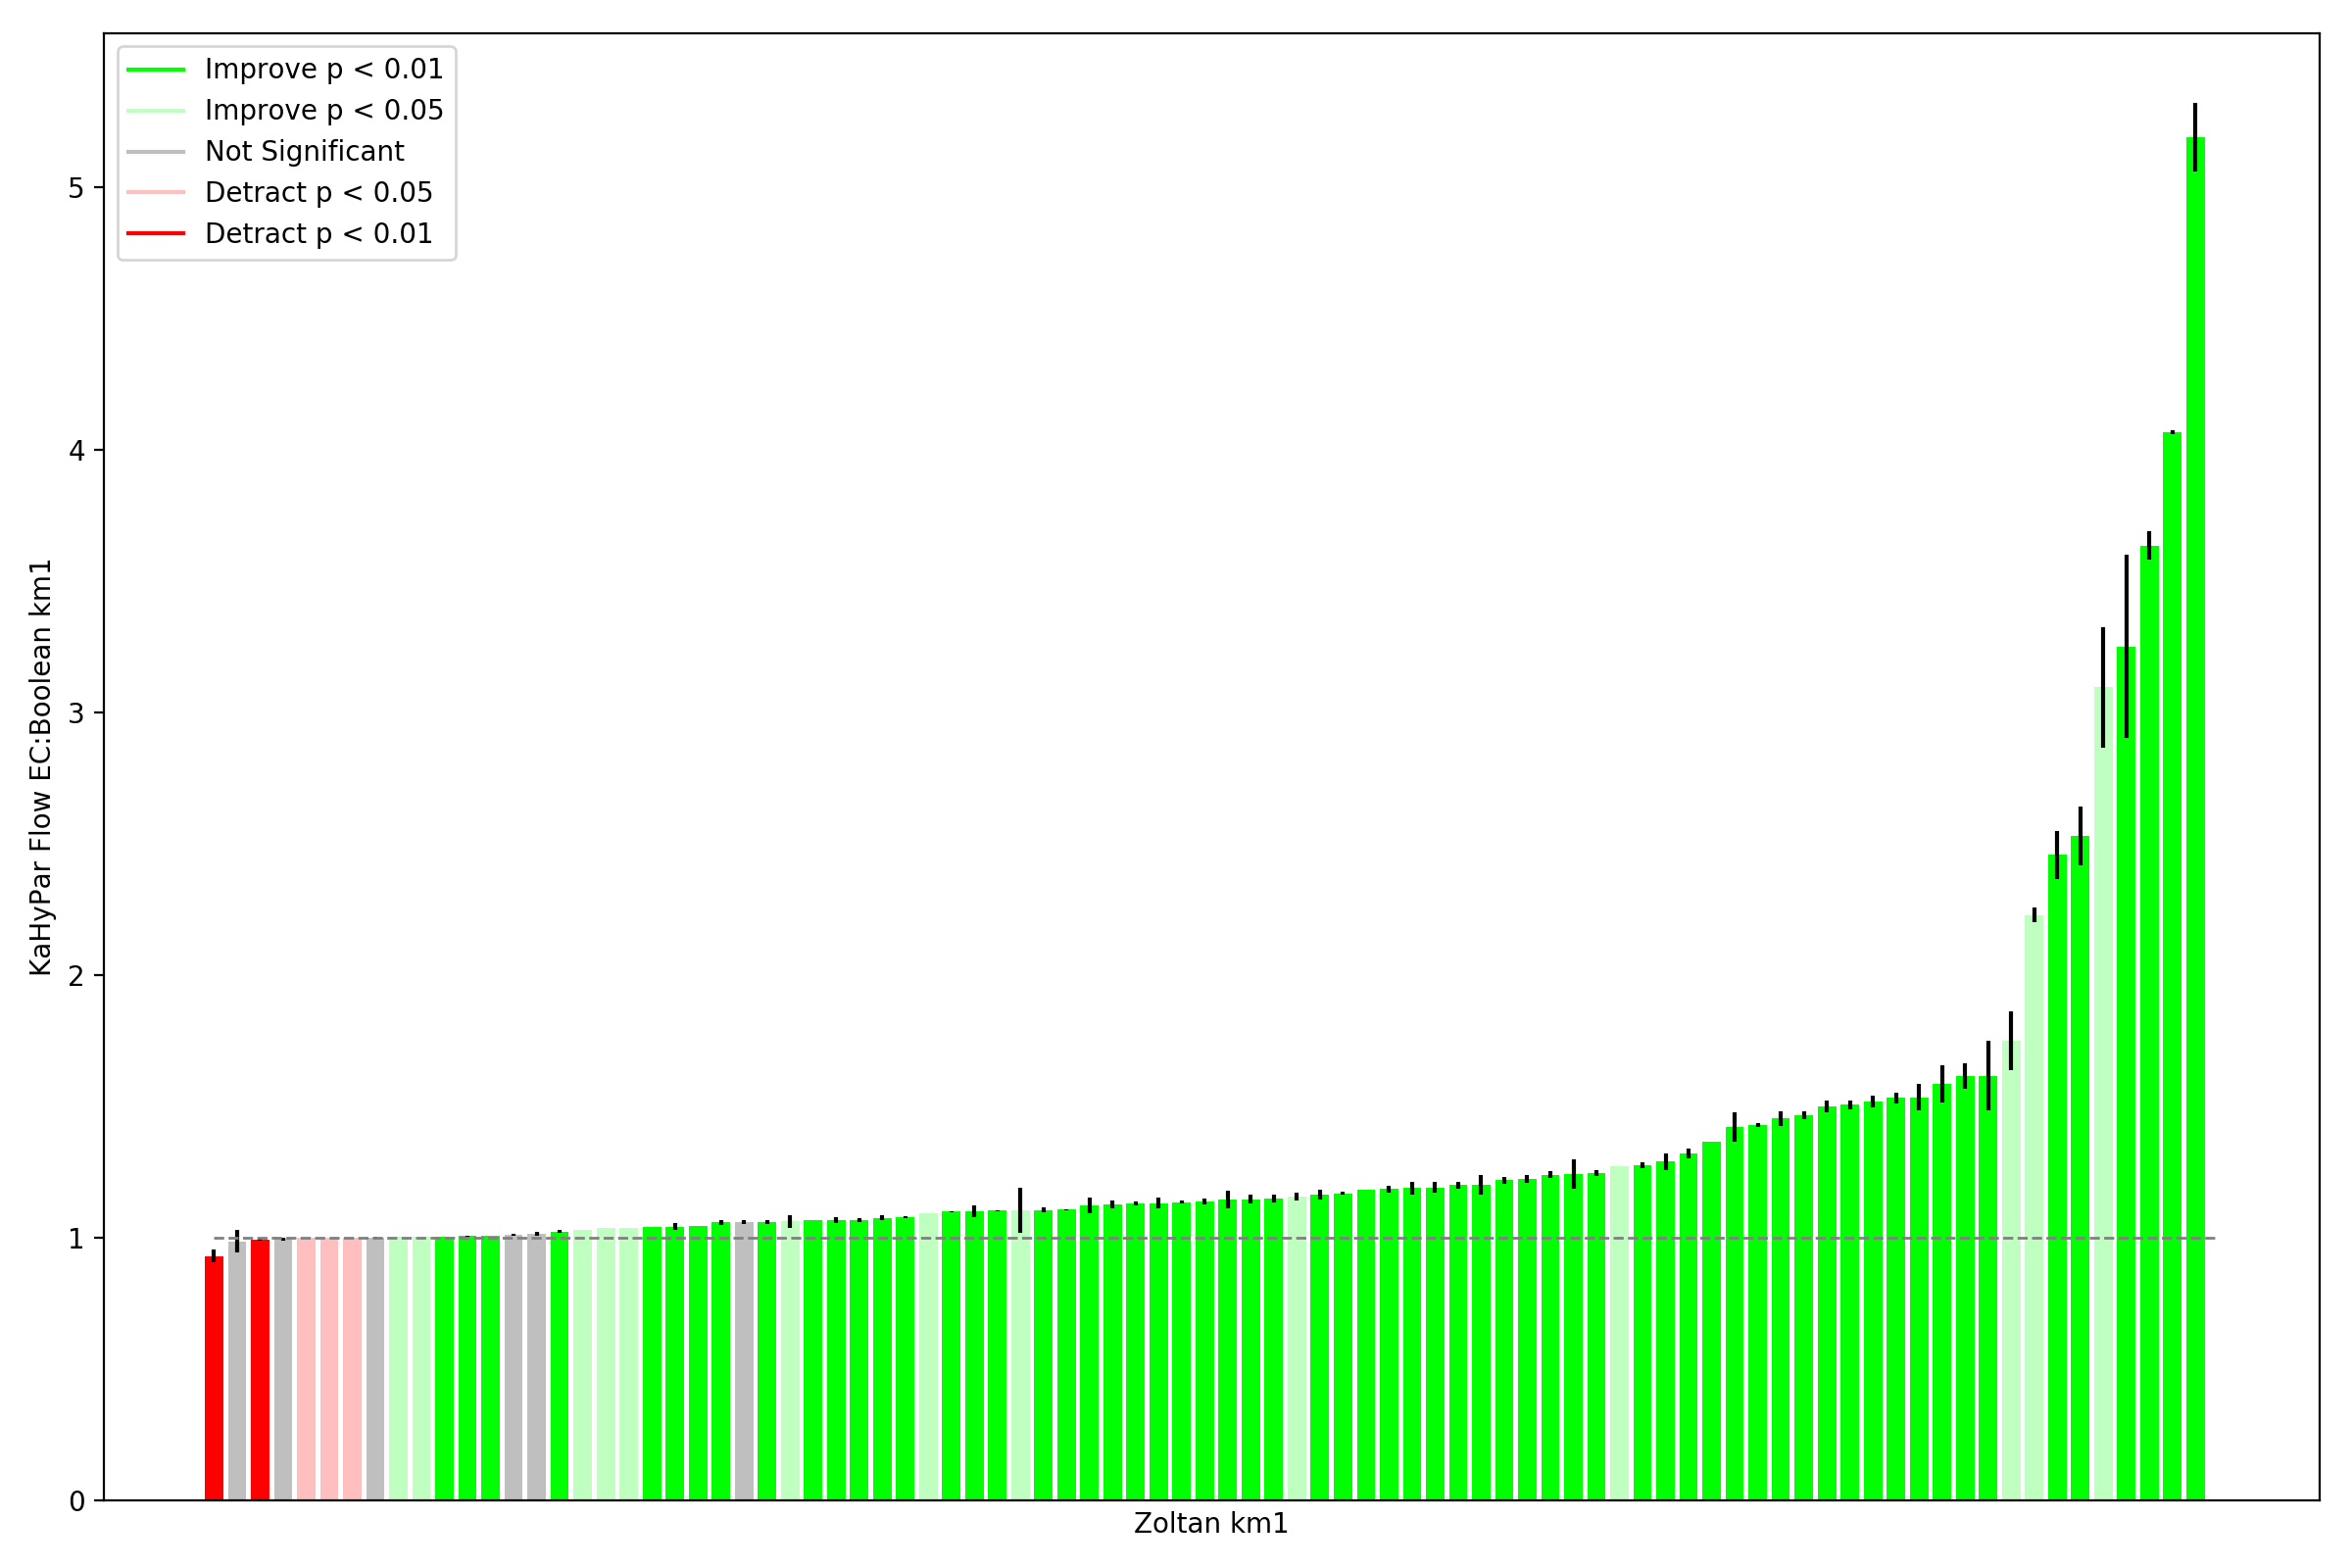 Improve p < 0.01
Improve p < 0.05
Not Significant
Detract p < 0.05
Detract p < 0.01
5
4
3
2
1
0
KaHyPar Flow EC:Boolean km1
Zoltan km1